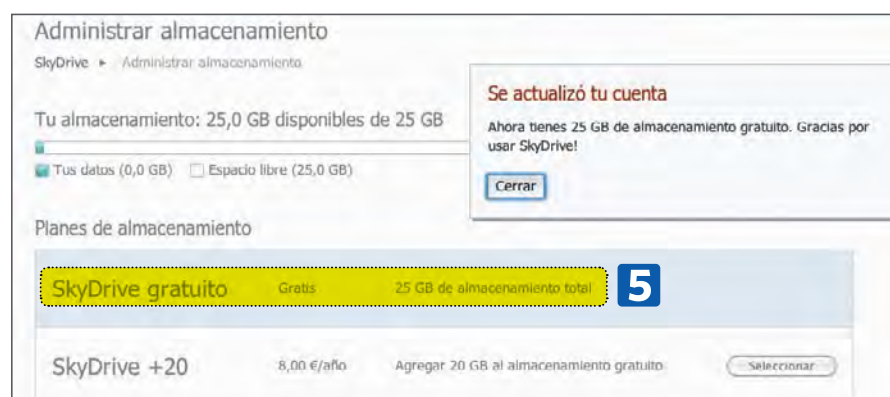 Administrar almacenamiento
SkyDrive ▸ Administrar almacenamiento
Tu almacenamiento: 25,0 GB disponibles de 25 GB
Tus datos (0,0 GB) Espacio libre (25,0 GB)
Se actualizó tu cuenta
Ahora tienes 25 GB de almacenamiento gratuito. Gracias por
usar SkyDrive!
Cerrar
Planes de almacenamiento
SkyDrive gratuito Gratis 25 GB de almacenamiento total 5
SkyDrive +20 8,00 €/año Agregar 20 GB al almacenamiento gratuito Seleccionar